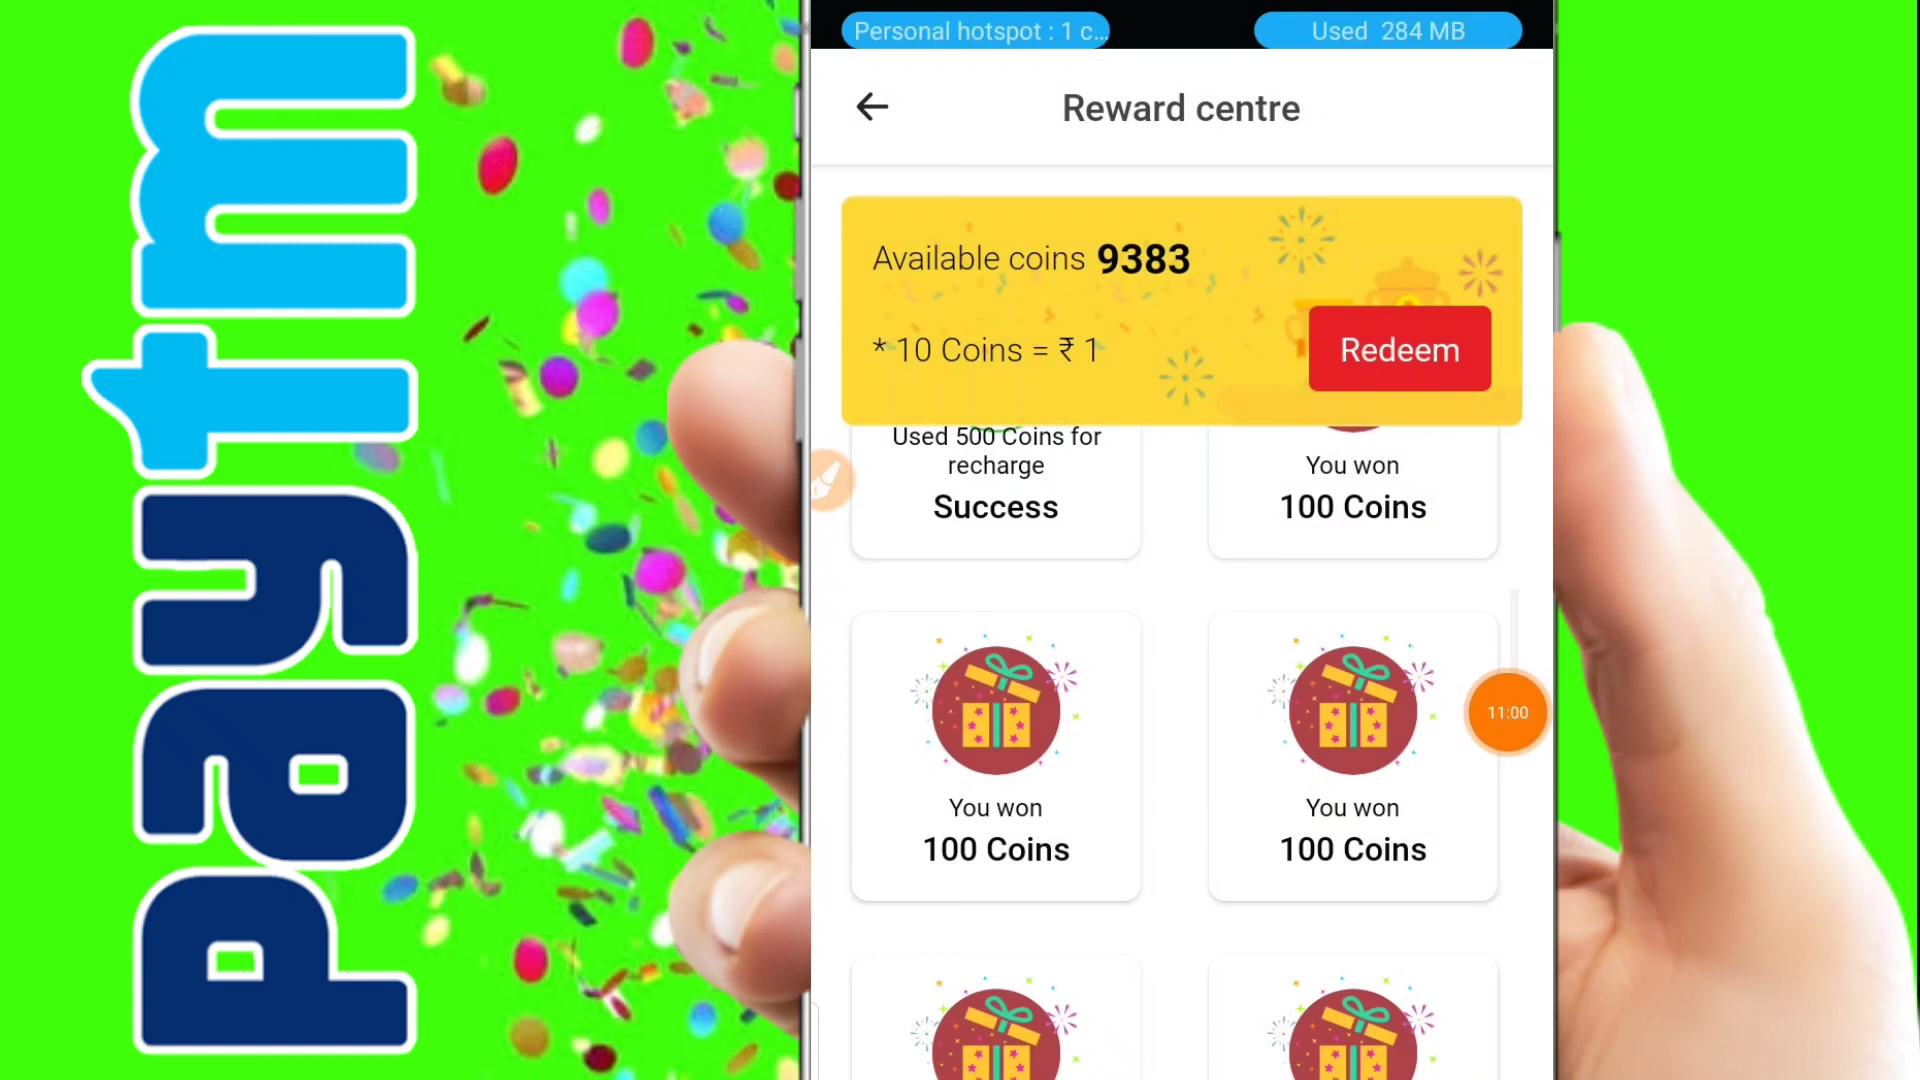 paytm
Personal hotspot : 1 c...
Used 284 MB
Reward centre
Available coins 9383
* 10 Coins = ₹ 1
Redeem
Used 500 Coins for
recharge
Success
You won
100 Coins
You won
100 Coins
You won
100 Coins
11:00